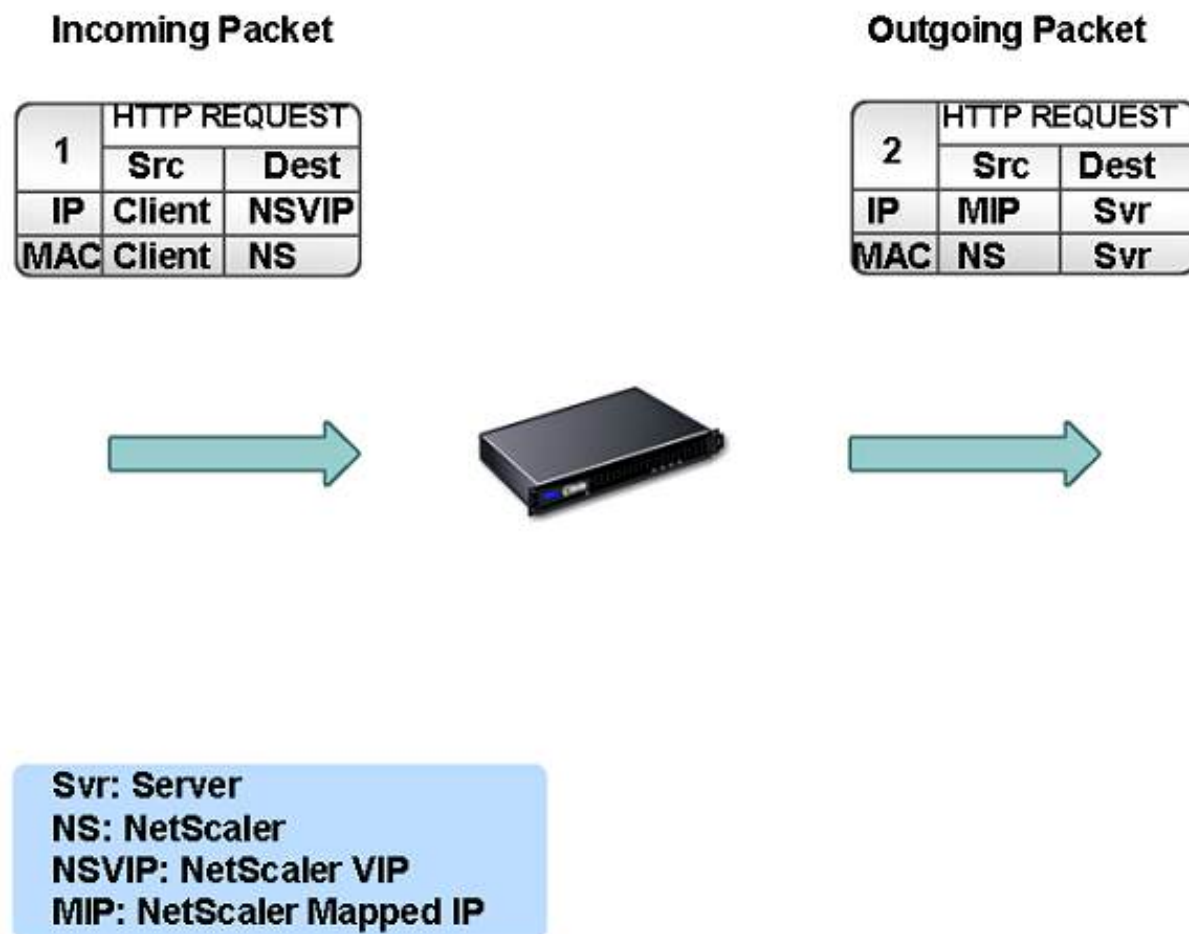 Incoming Packet
Outgoing Packet
1
HTTP REQUEST
Src Dest
IP Client NSVIP
MAC Client NS
2
HTTP REQUEST
Src Dest
IP MIP Svr
MAC NS Svr
Svr: Server
NS: NetScaler
NSVIP: NetScaler VIP
MIP: NetScaler Mapped IP